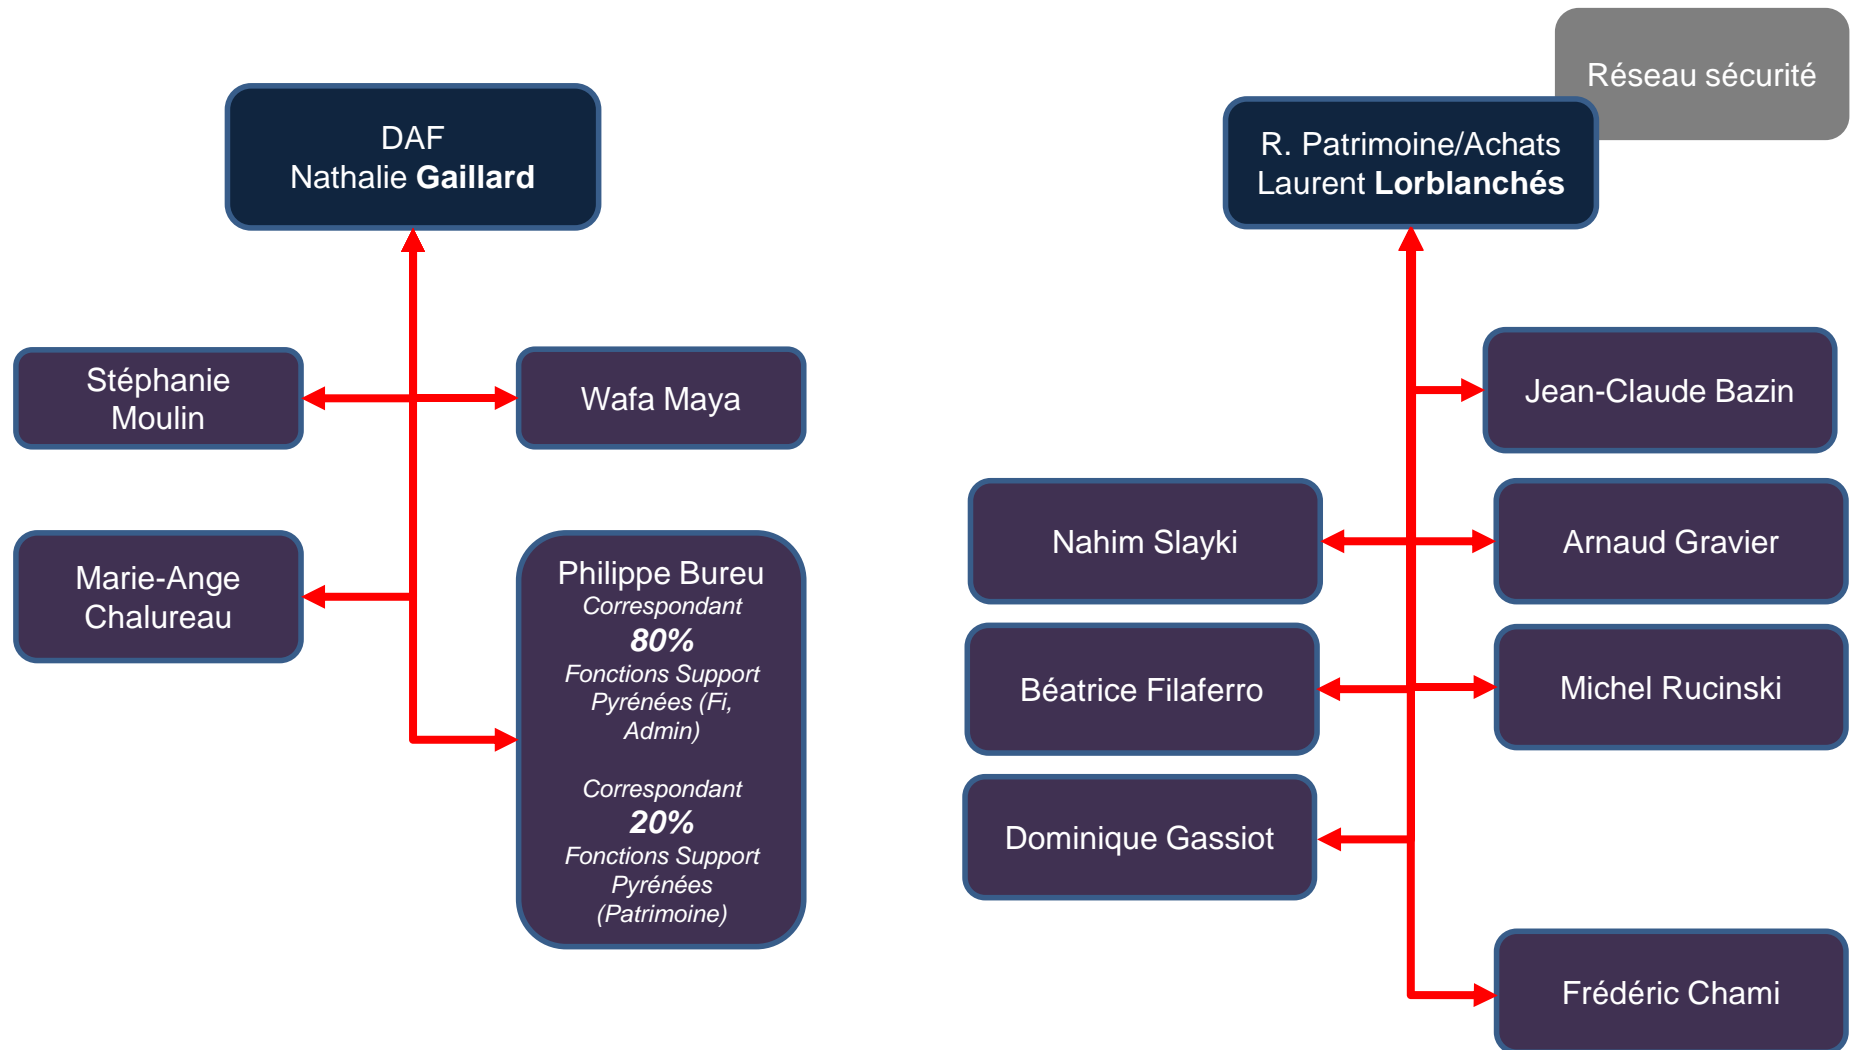 Réseau sécurité
DAF
Nathalie Gaillard
R. Patrimoine/Achats
Laurent Lorblanchés
Stéphanie
Moulin
Wafa Maya
Marie-Ange
Chalureau
Philippe Bureu
Correspondant
80%
Fonctions Support
Pyrénées (Fi,
Admin)
Correspondant
20%
Fonctions Support
Pyrénées
(Patrimoine)
Jean-Claude Bazin
Nahim Slayki
Arnaud Gravier
Béatrice Filaferro
Michel Rucinski
Dominique Gassiot
Frédéric Chami